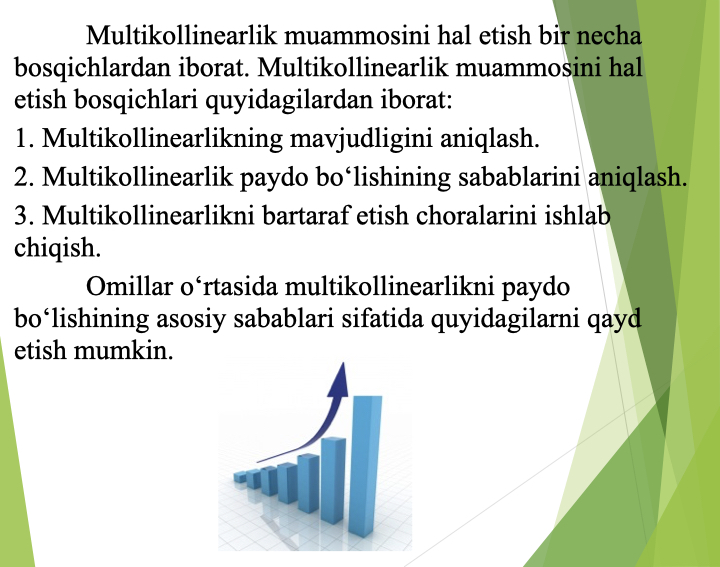 Multikollinearlik muammosini hal etish bir necha
bosqichlardan iborat. Multikollinearlik muammosini hal
etish bosqichlari quyidagilardan iborat:
1. Multikollinearlikning mavjudligini aniqlash.
2. Multikollinearlik paydo bo‘lishining sabablarini aniqlash.
3. Multikollinearlikni bartaraf etish choralarini ishlab
chiqish.
Omillar o‘rtasida multikollinearlikni paydo
bo‘lishining asosiy sabablari sifatida quyidagilarni qayd
etish mumkin.